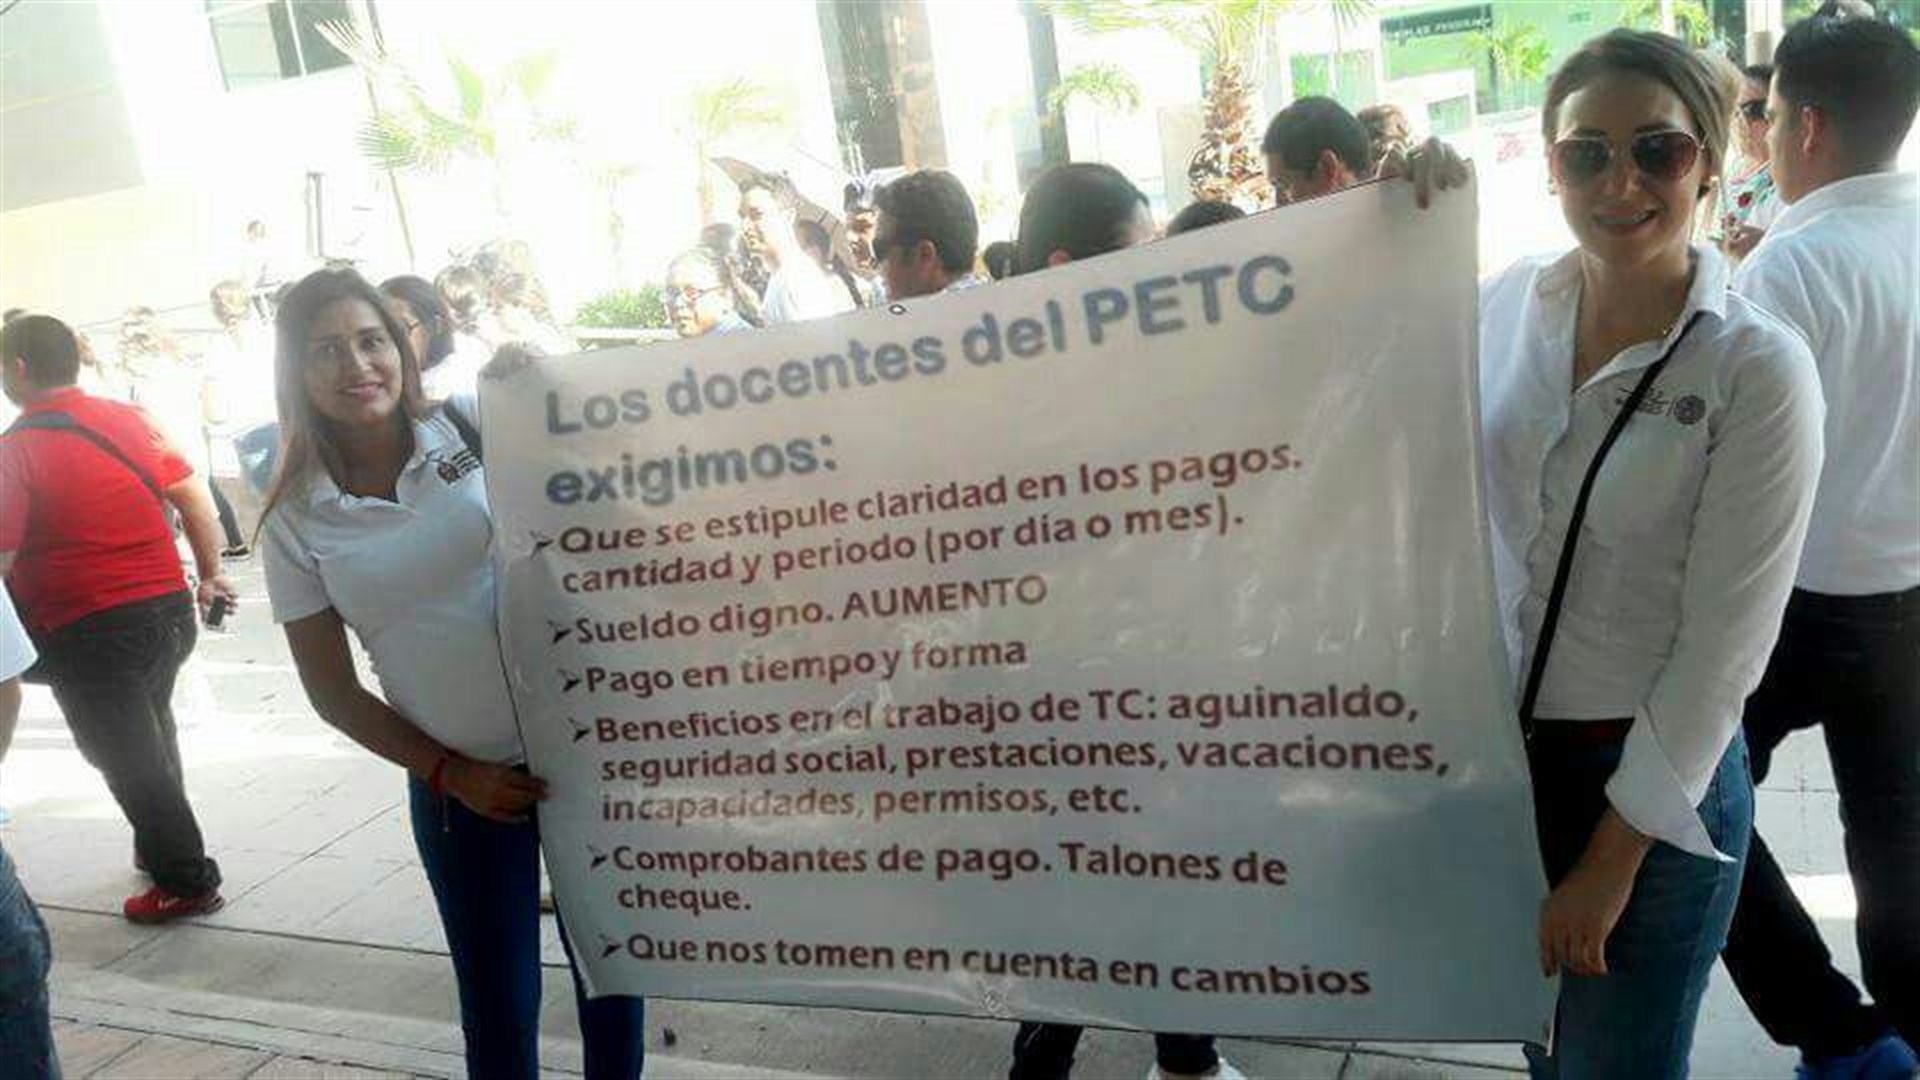 Los docentes del PETC
exigimos:
➢Que se estipule claridad en los pagos.
cantidad y periodo (por día o mes).
➢Sueldo digno. AUMENTO
➢Pago en tiempo y forma
➢Beneficios en el trabajo de TC: aguinaldo,
seguridad social, prestaciones, vacaciones,
incapacidades, permisos, etc.
➢Comprobantes de pago. Talones de
cheque.
➢Que nos tomen en cuenta en cambios